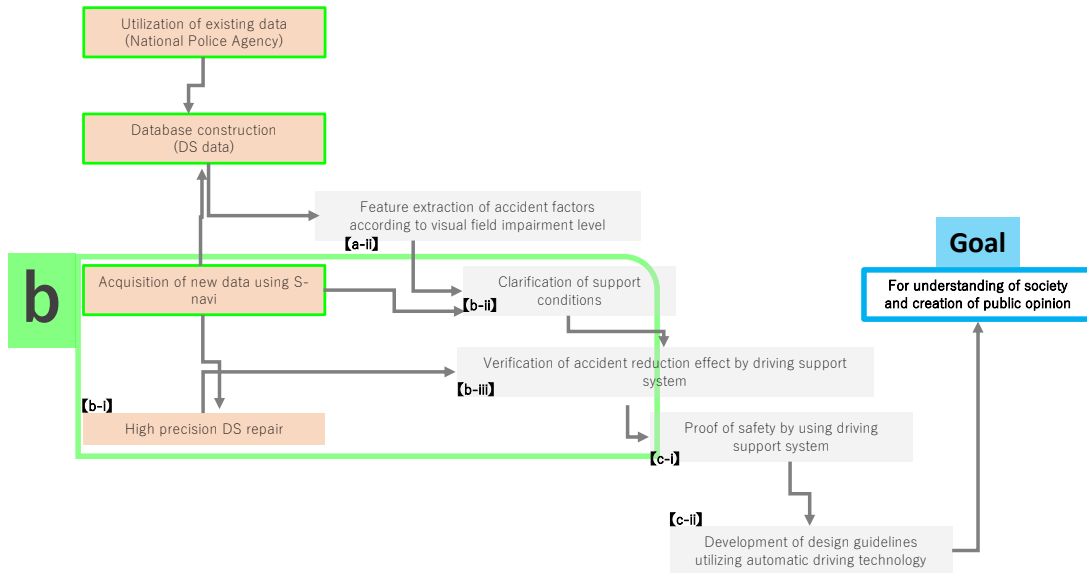 Utilization of existing data
(National Police Agency)
Database construction
(DS data)
Feature extraction of accident factors
according to visual field impairment level
【a-ii】
Goal
For understanding of society
and creation of public opinion
b
Acquisition of new data using S-
navi
Clarification of support
conditions
【b-ii】
Verification of accident reduction effect by driving support
system
【b-iii】
【b-i】
High precision DS repair
Proof of safety by using driving
support system
【c-i】
【c-ii】
Development of design guidelines
utilizing automatic driving technology